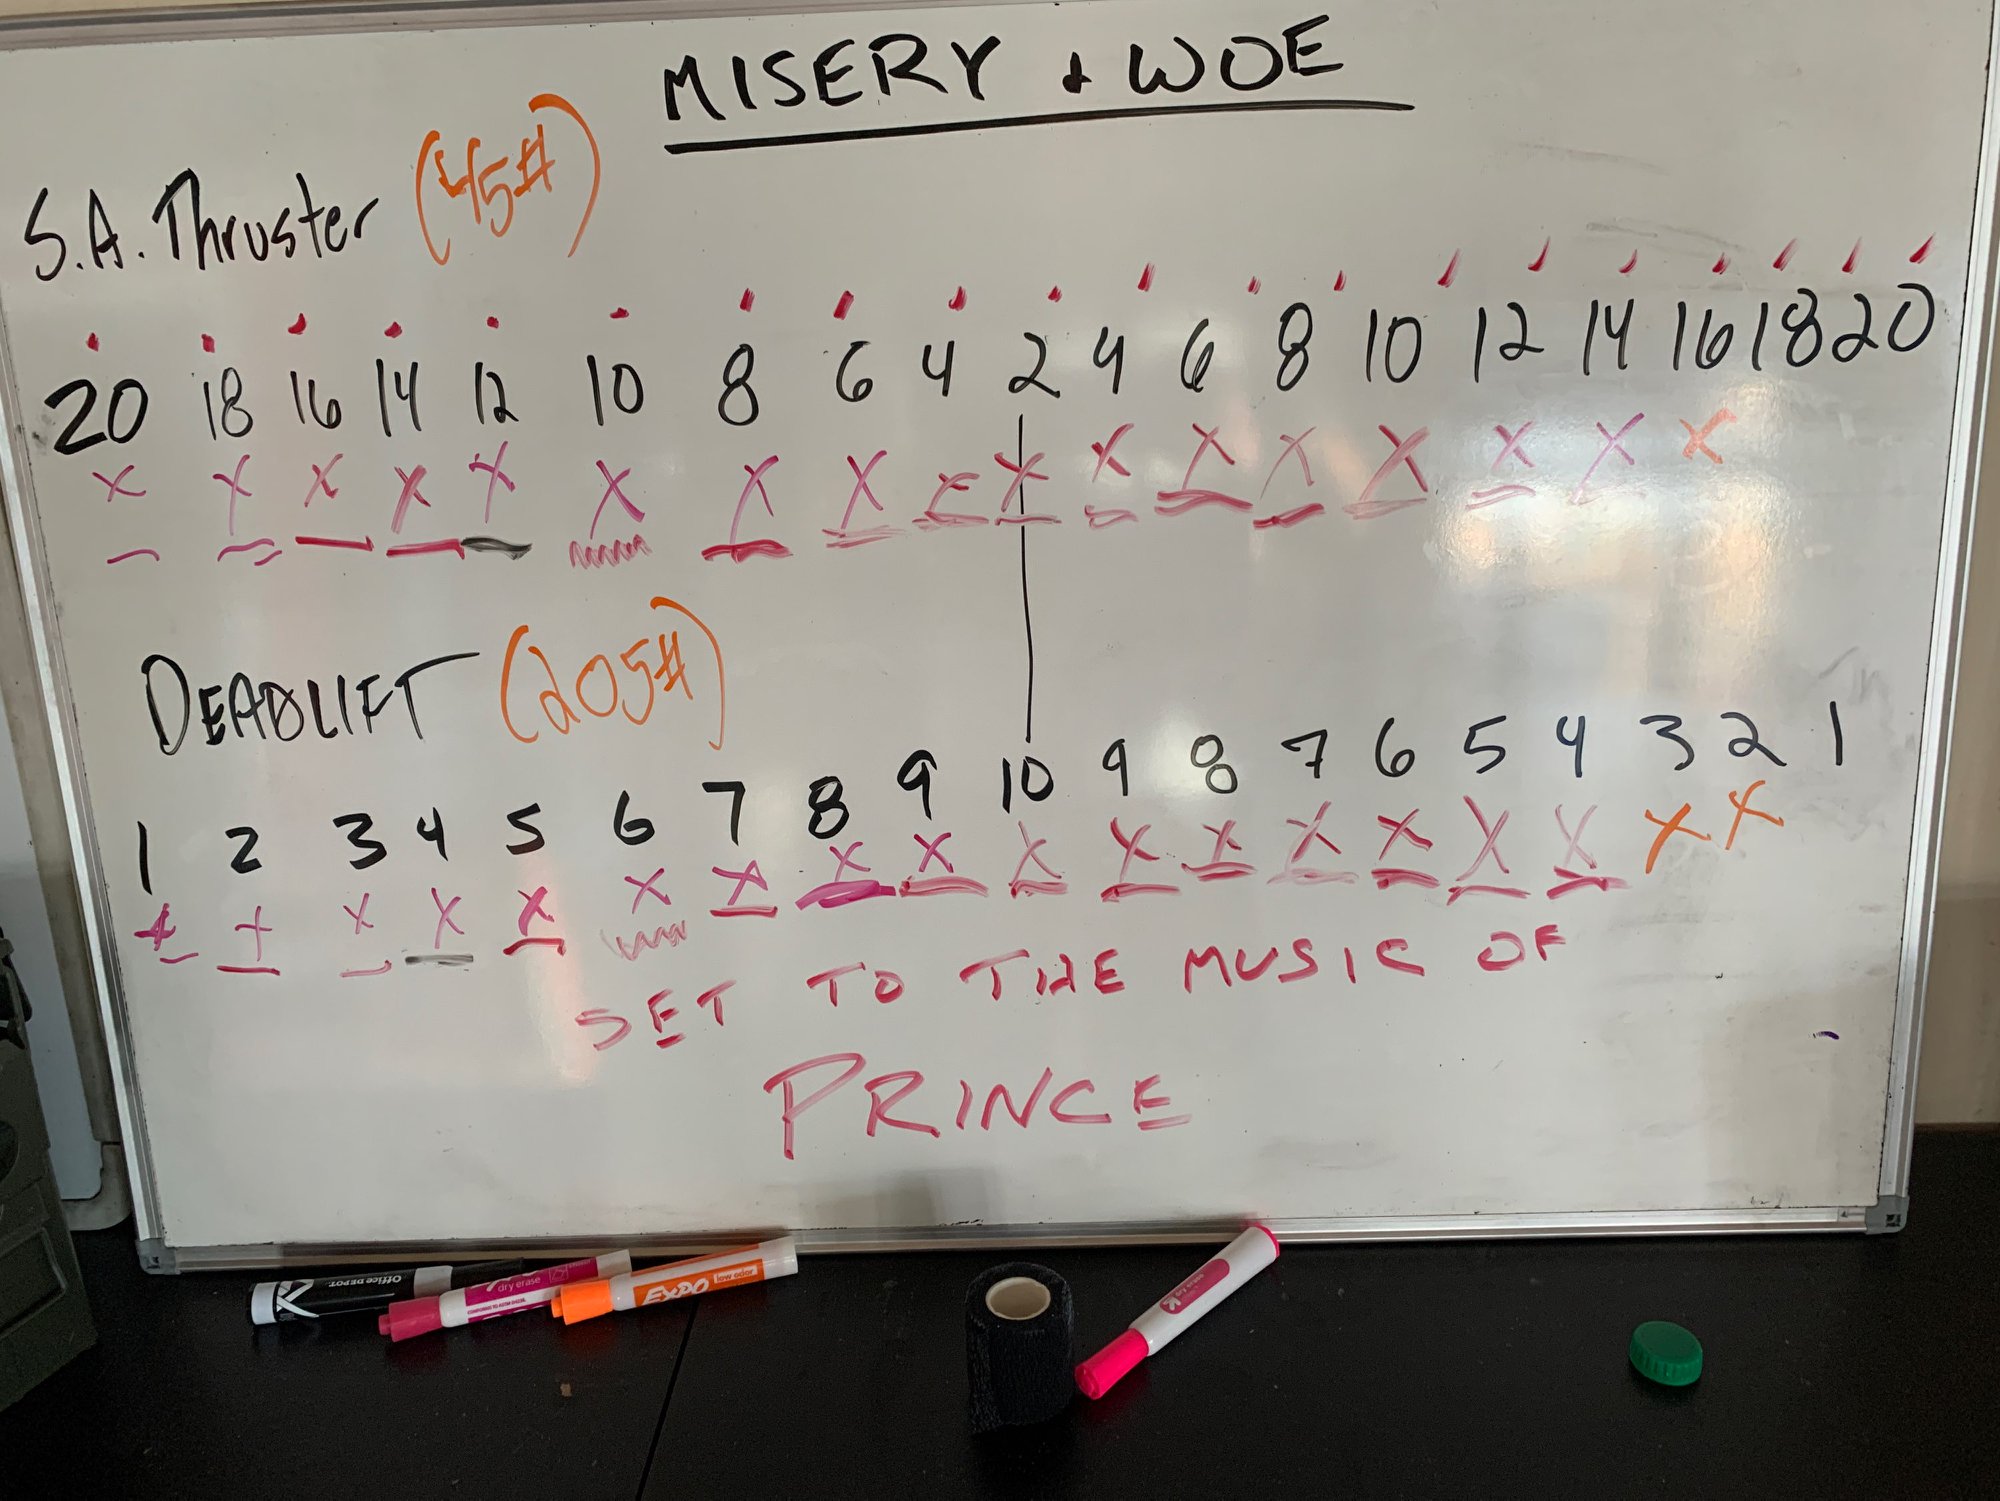 MISERY + WOE
S.A. Thruster (45#)
20 18 16 14 12 10 8 6 4 2 4 6 8 10 12 14 16 18 20
X X X X X X X X X X X X X X X X X
DEADLIFT (205#)
1 2 3 4 5 6 7 8 9 10 9 8 7 6 5 4 3 2 1
X X X X X X X X X X X X X X X X X X
SET TO THE MUSIC OF
PRINCE
Office DEPOT
dry erase
EXPO low odor